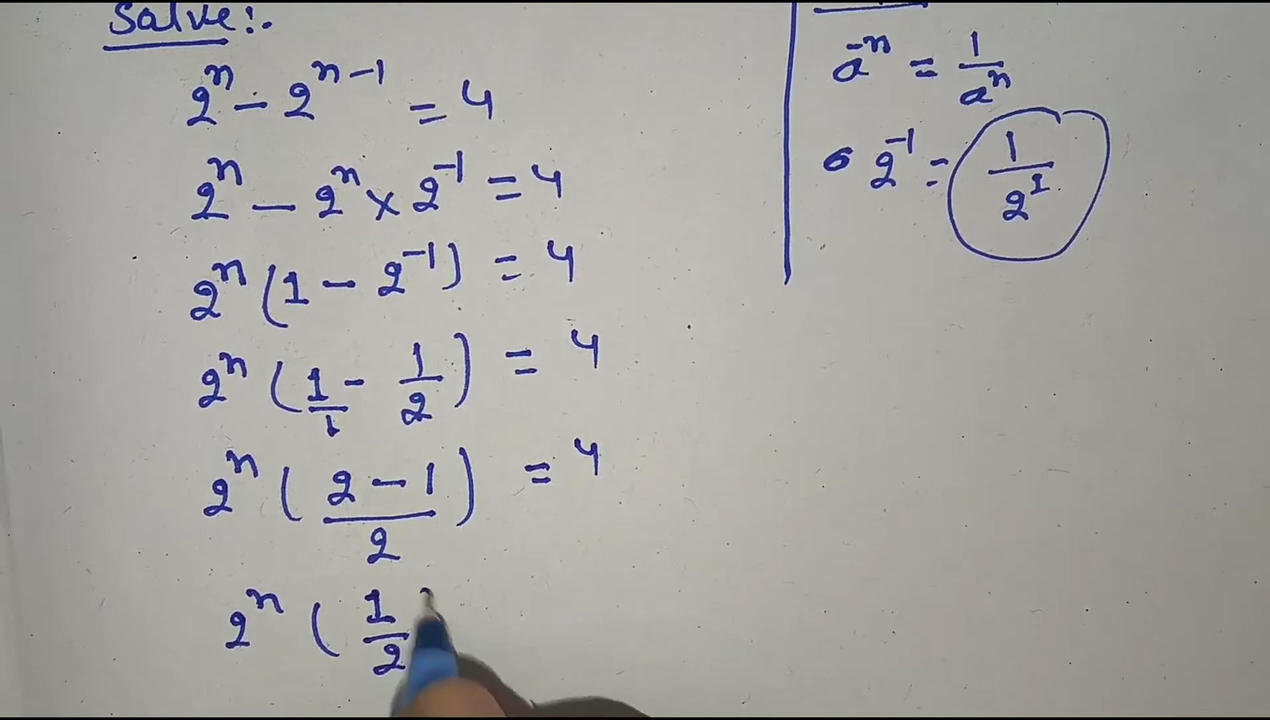 Solve:.
2^n - 2^{n-1} = 4
2^n - 2^n × 2^{-1} = 4
2^n (1 - 2^{-1}) = 4
2^n (1/1 - 1/2) = 4
2^n ( (2-1)/2 ) = 4
2^n ( 1/2
a^{-n} = 1/a^n
2^{-1} = 1/2^1